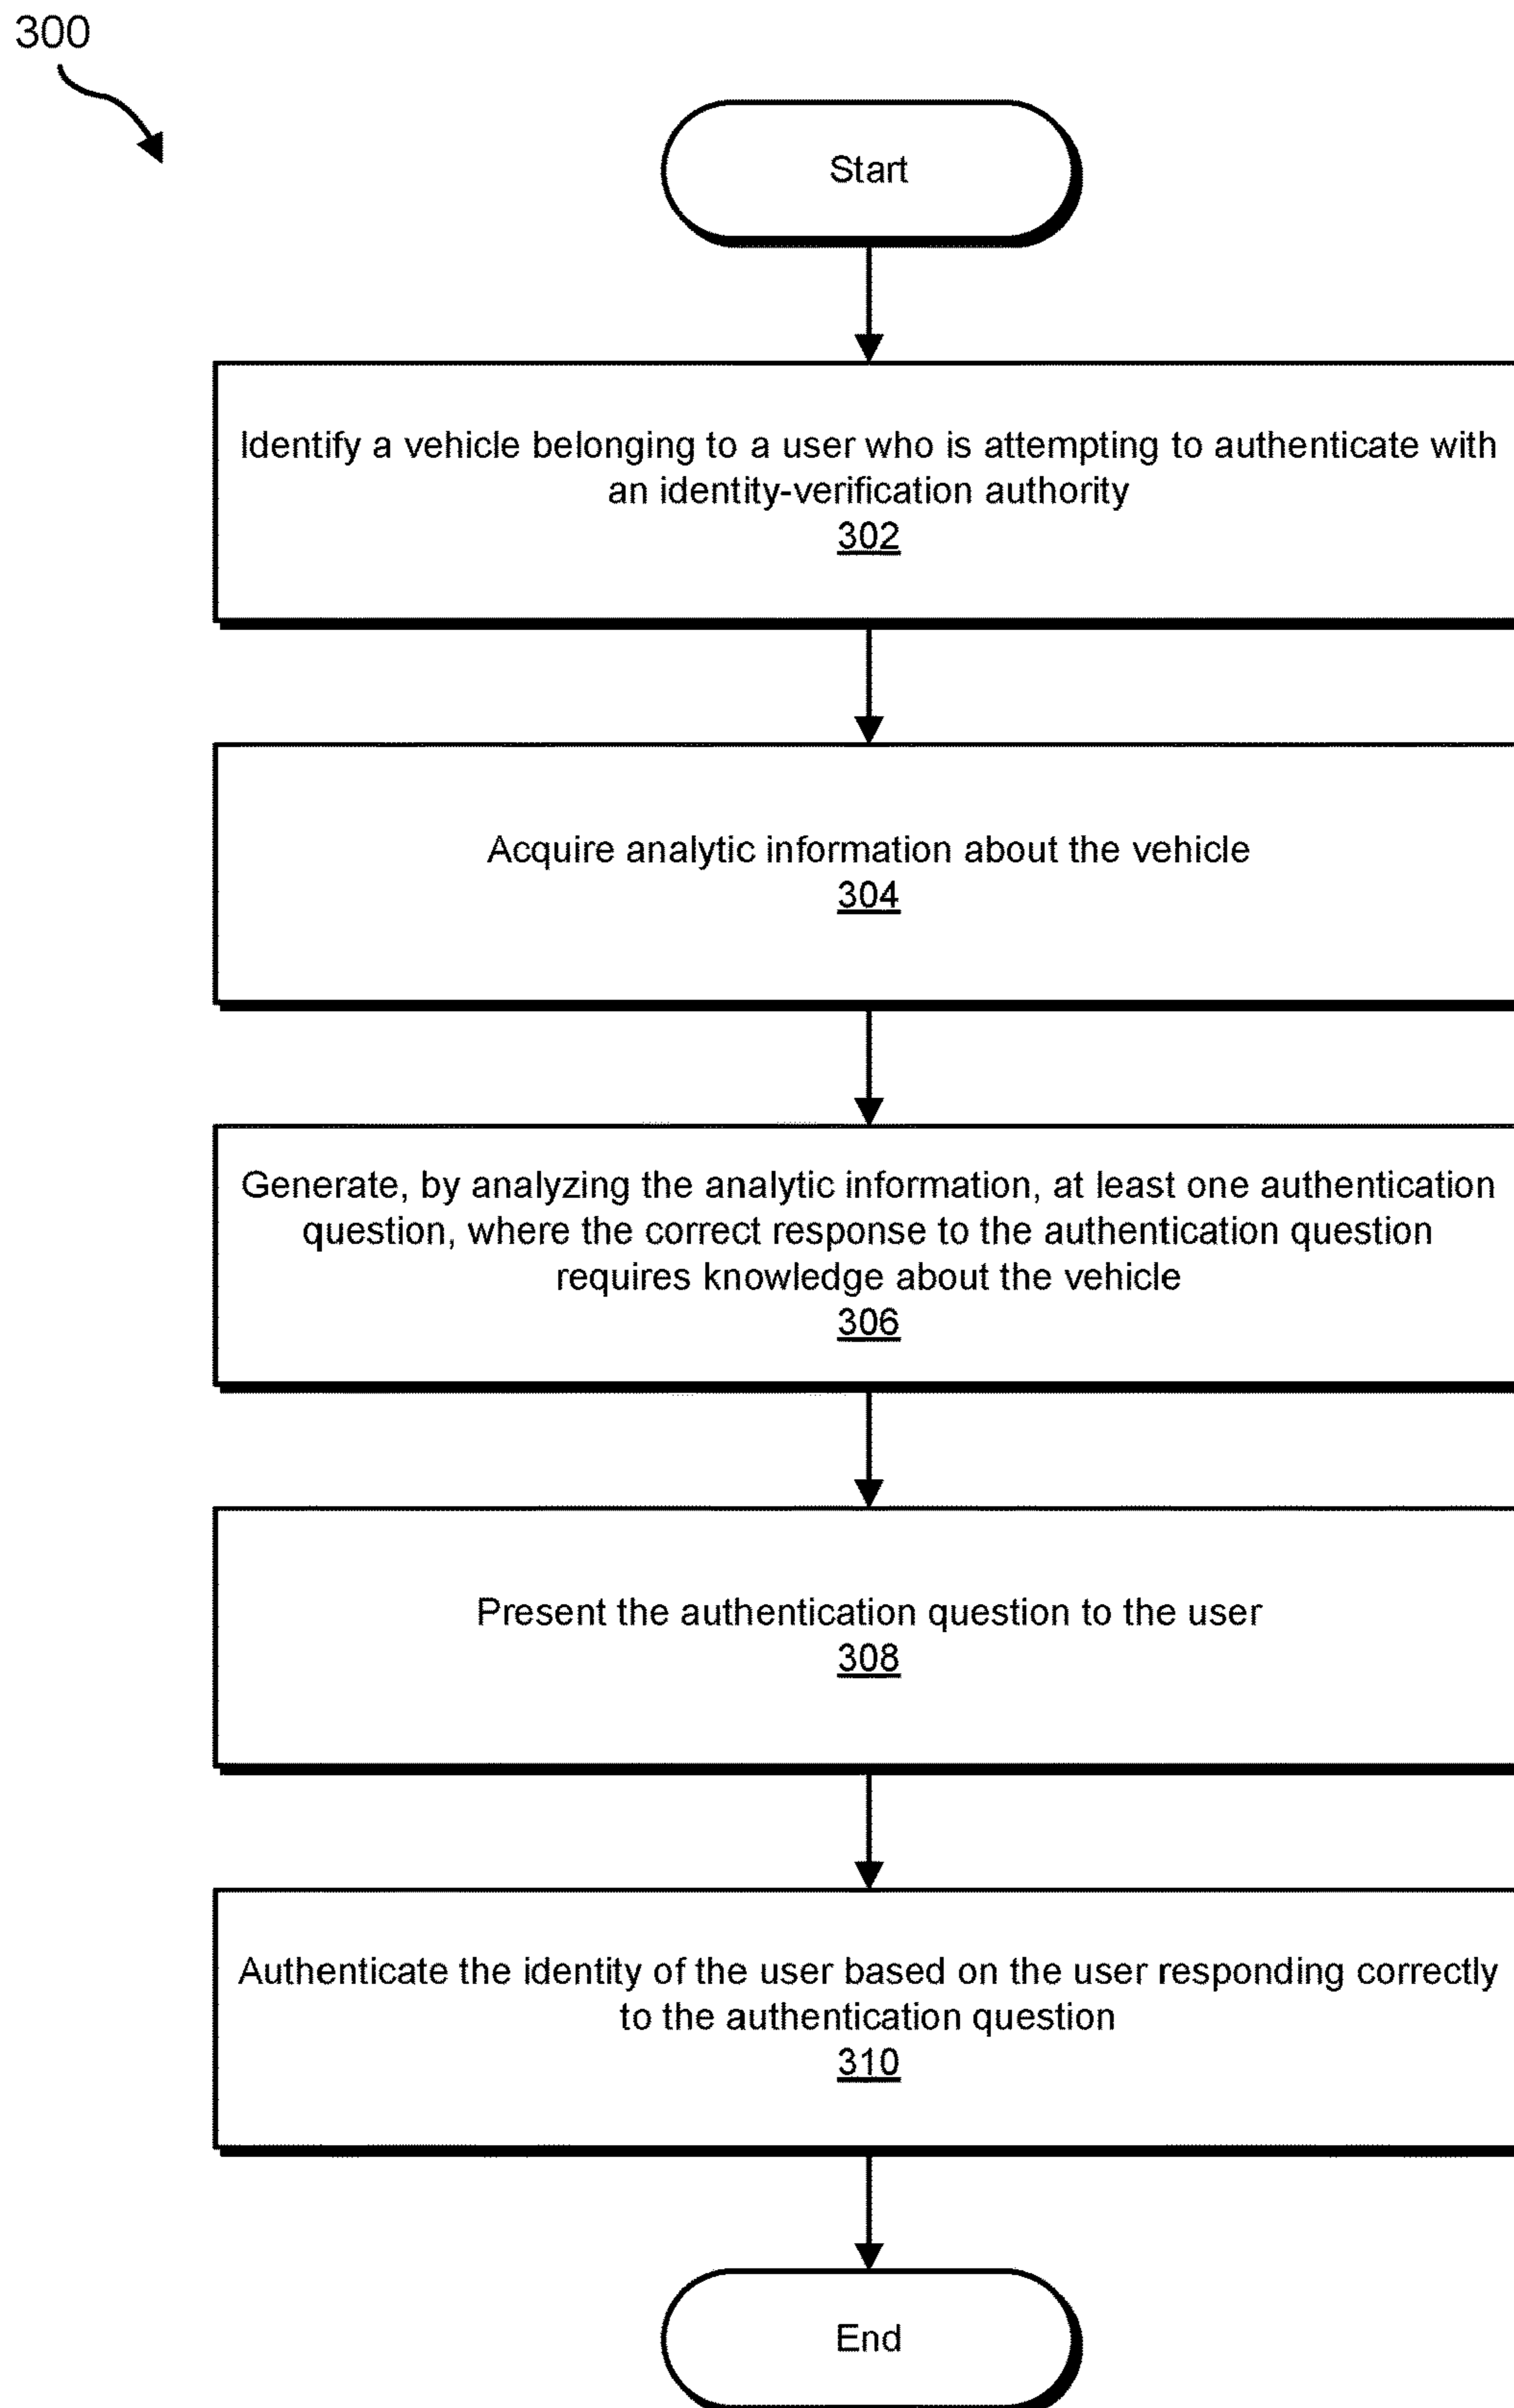 300
Start
Identify a vehicle belonging to a user who is attempting to authenticate with
an identity-verification authority
302
Acquire analytic information about the vehicle
304
Generate, by analyzing the analytic information, at least one authentication
question, where the correct response to the authentication question
requires knowledge about the vehicle
306
Present the authentication question to the user
308
Authenticate the identity of the user based on the user responding correctly
to the authentication question
310
End